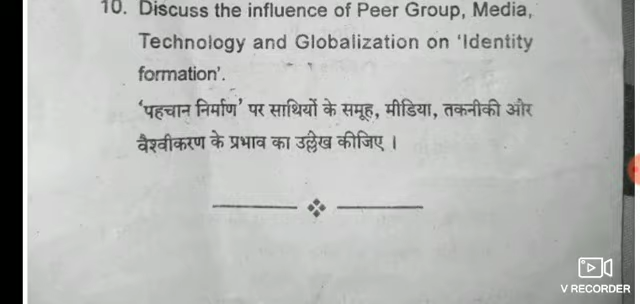 10. Discuss the influence of Peer Group, Media,
Technology and Globalization on 'Identity
formation'.
'पहचान निर्माण' पर साथियों के समूह, मीडिया, तकनीकी और
वैश्वीकरण के प्रभाव का उल्लेख कीजिए ।
V RECORDER